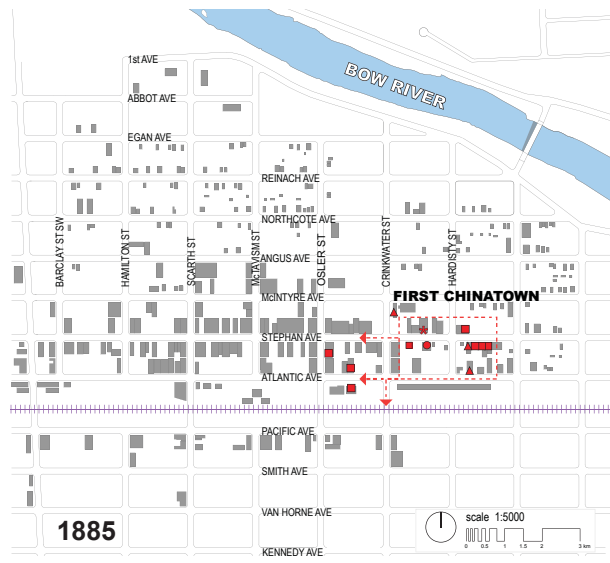 1st AVE
BOW RIVER
ABBOT AVE
EGAN AVE
REINACH AVE
NORTHCOTE AVE
BARCLAY ST SW
HAMILTON ST
SCARTH ST
McTAVISM ST
OSLER ST
CRINKWATER ST
HARDISTY ST
ANGUS AVE
McINTYRE AVE
FIRST CHINATOWN
STEPHAN AVE
ATLANTIC AVE
PACIFIC AVE
SMITH AVE
VAN HORNE AVE
1885
scale 1:5000
0 0.5 1 1.5 2 3 km
KENNEDY AVE